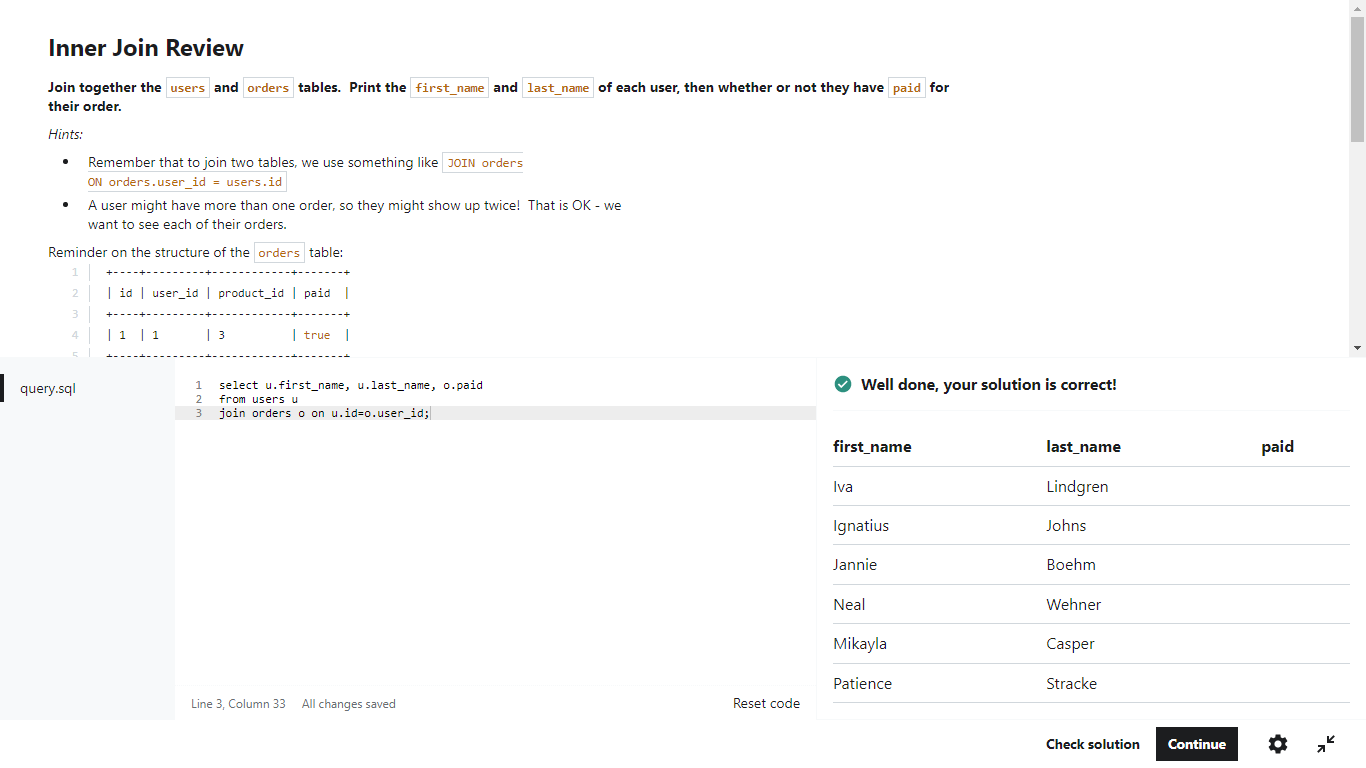 Inner Join Review
Join together the users and orders tables.  Print the first_name and last_name of each user, then whether or not they have paid for
their order.
Hints:
• Remember that to join two tables, we use something like JOIN orders
ON orders.user_id = users.id
• A user might have more than one order, so they might show up twice!  That is OK - we
want to see each of their orders.
Reminder on the structure of the orders table:
1 +----+---------+------------+-------+
2 | id | user_id | product_id | paid  |
3 +----+---------+------------+-------+
4 | 1  | 1       | 3          | true  |
5 +----+---------+------------+-------+
query.sql
1 select u.first_name, u.last_name, o.paid
2 from users u
3 join orders o on u.id=o.user_id;
Line 3, Column 33 All changes saved Reset code
Well done, your solution is correct!
first_name last_name paid
Iva Lindgren
Ignatius Johns
Jannie Boehm
Neal Wehner
Mikayla Casper
Patience Stracke
Check solution Continue